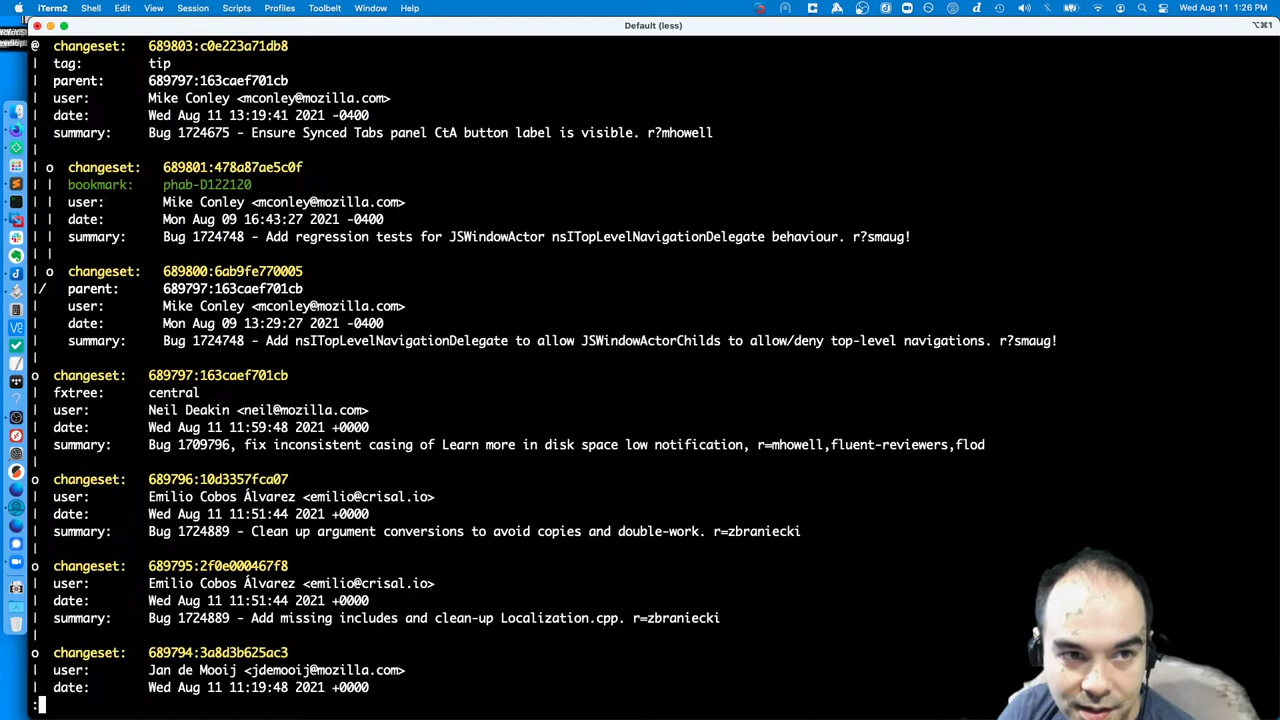 iTerm2 Shell Edit View Session Scripts Profiles Toolbelt Window Help Wed Aug 11 1:26 PM
Default (less) ⌥⌘1
@ changeset: 689803:c0e223a71db8
| tag: tip
| parent: 689797:163caef701cb
| user: Mike Conley <mconley@mozilla.com>
| date: Wed Aug 11 13:19:41 2021 -0400
| summary: Bug 1724675 - Ensure Synced Tabs panel CtA button label is visible. r?mhowell
|
| o changeset: 689801:478a87ae5c0f
| | bookmark: phab-D122120
| | user: Mike Conley <mconley@mozilla.com>
| | date: Mon Aug 09 16:43:27 2021 -0400
| | summary: Bug 1724748 - Add regression tests for JSWindowActor nsITopLevelNavigationDelegate behaviour. r?smaug!
| |
| o changeset: 689800:6ab9fe770005
|/ parent: 689797:163caef701cb
| user: Mike Conley <mconley@mozilla.com>
| date: Mon Aug 09 13:29:27 2021 -0400
| summary: Bug 1724748 - Add nsITopLevelNavigationDelegate to allow JSWindowActorChilds to allow/deny top-level navigations. r?smaug!
|
o changeset: 689797:163caef701cb
| fxtree: central
| user: Neil Deakin <neil@mozilla.com>
| date: Wed Aug 11 11:59:48 2021 +0000
| summary: Bug 1709796, fix inconsistent casing of Learn more in disk space low notification, r=mhowell,fluent-reviewers,flod
|
o changeset: 689796:10d3357fca07
| user: Emilio Cobos Álvarez <emilio@crisal.io>
| date: Wed Aug 11 11:51:44 2021 +0000
| summary: Bug 1724889 - Clean up argument conversions to avoid copies and double-work. r=zbraniecki
|
o changeset: 689795:2f0e000467f8
| user: Emilio Cobos Álvarez <emilio@crisal.io>
| date: Wed Aug 11 11:51:44 2021 +0000
| summary: Bug 1724889 - Add missing includes and clean-up Localization.cpp. r=zbraniecki
|
o changeset: 689794:3a8d3b625ac3
| user: Jan de Mooij <jdemooij@mozilla.com>
| date: Wed Aug 11 11:19:48 2021 +0000
: